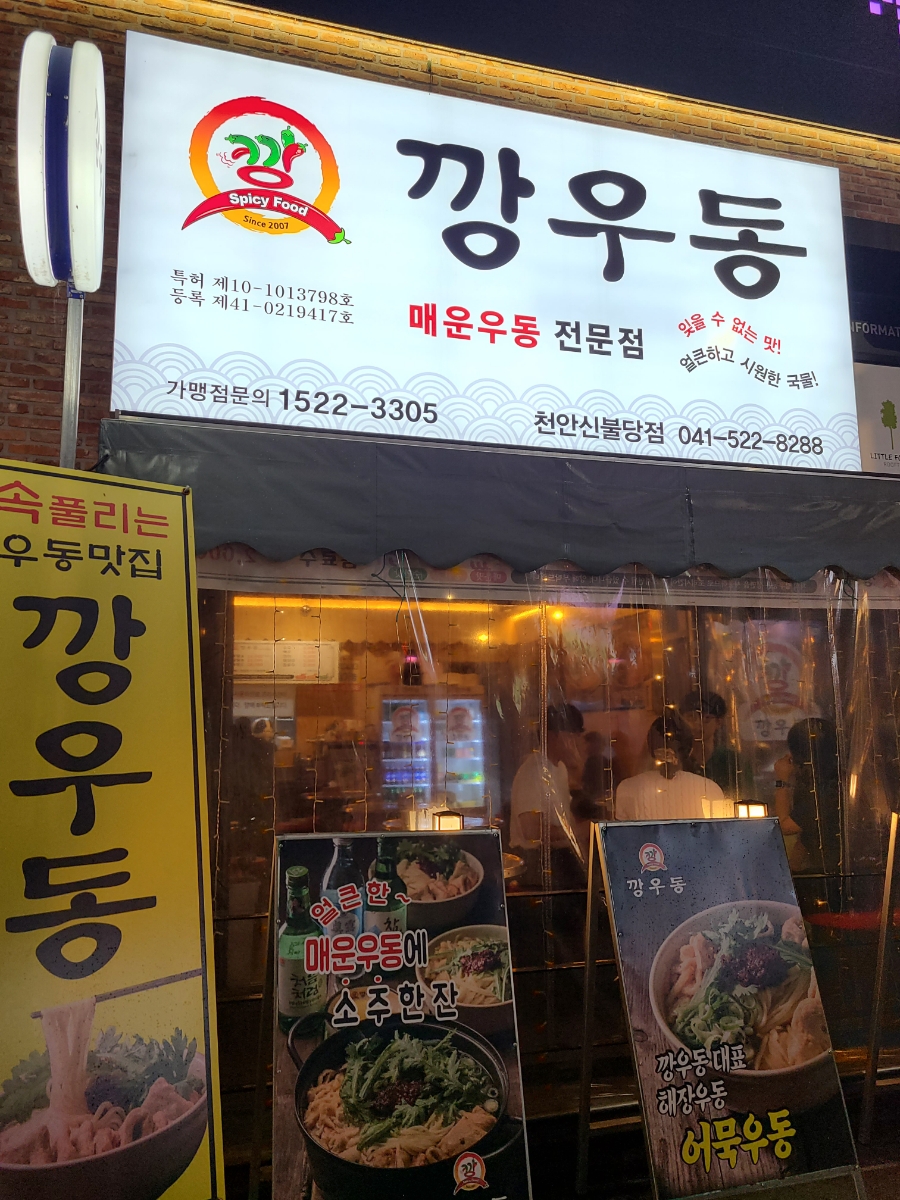 깡
Spicy Food
Since 2007
깡우동
특허 제10-1013798호
등록 제41-0219417호
매운우동 전문점
잊을 수 없는 맛!
얼큰하고 시원한 국물!
가맹점문의 1522-3305
천안신불당점 041-522-8288
LITTLE
속풀리는
우동맛집
깡우동
얼큰한~
매운우동에
소주한잔
처럼
깡
깡
깡우동
깡우동대표
해장우동
어묵우동